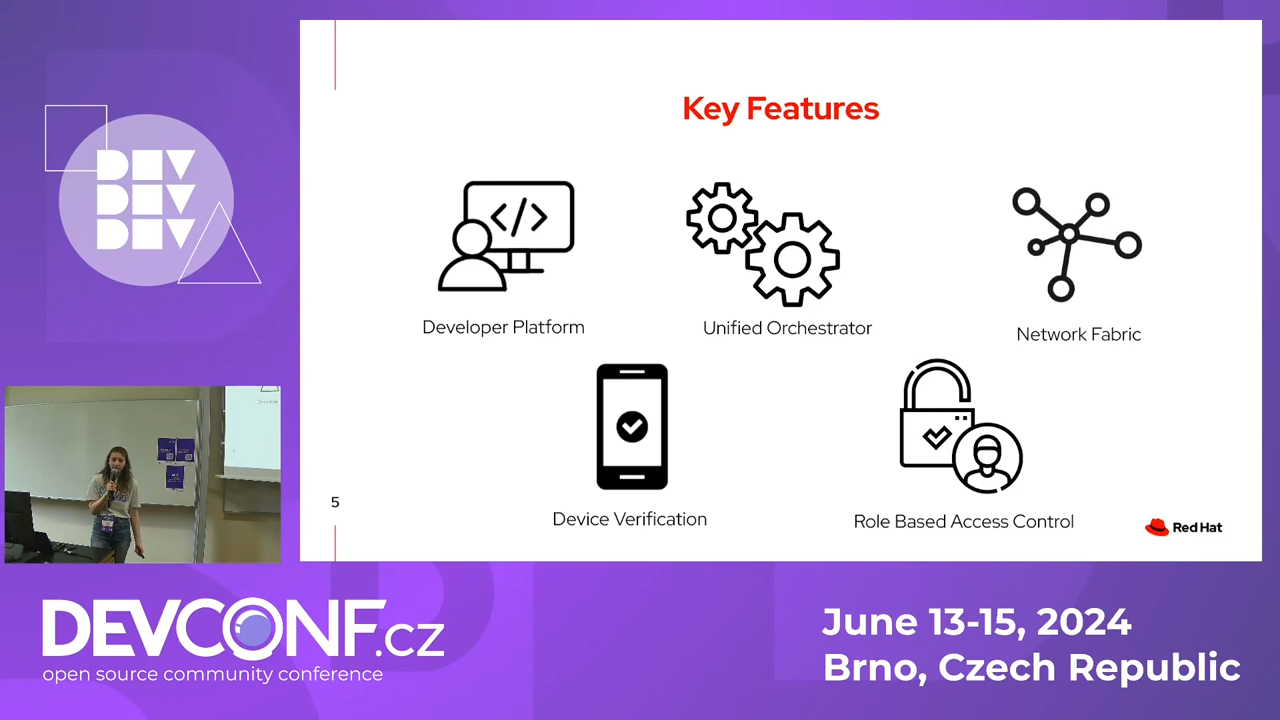 DEV
DEV
DEV
Key Features
Developer Platform
Unified Orchestrator
Network Fabric
Device Verification
Role Based Access Control
5
Red Hat
DEVCONF.cz
open source community conference
June 13-15, 2024
Brno, Czech Republic